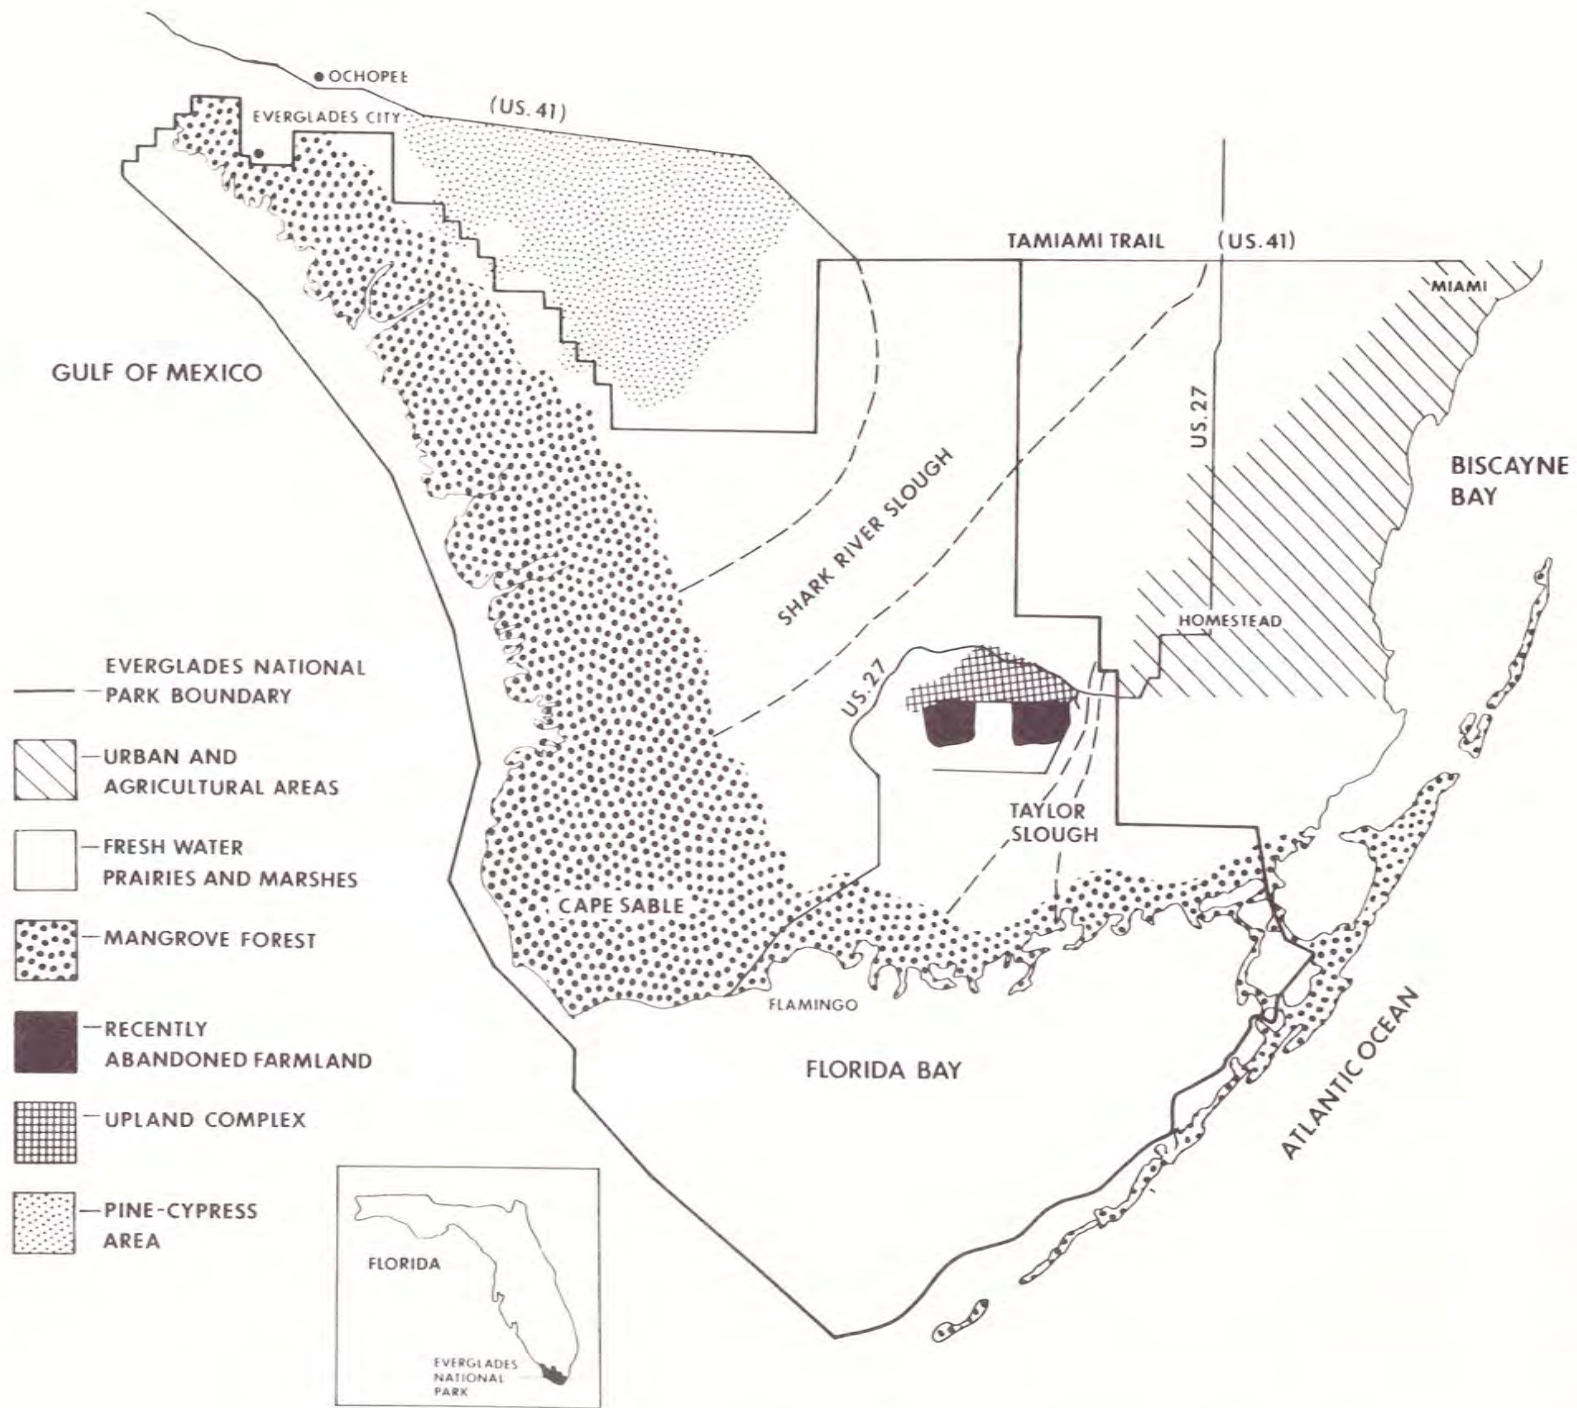 OCHOPEE
(US. 41)
EVERGLADES CITY
TAMIAMI TRAIL (US. 41)
MIAMI
GULF OF MEXICO
US. 27
BISCAYNE
BAY
SHARK RIVER SLOUGH
HOMESTEAD
US. 27
TAYLOR
SLOUGH
CAPE SABLE
FLAMINGO
FLORIDA BAY
ATLANTIC OCEAN
EVERGLADES NATIONAL
PARK BOUNDARY
URBAN AND
AGRICULTURAL AREAS
FRESH WATER
PRAIRIES AND MARSHES
MANGROVE FOREST
RECENTLY
ABANDONED FARMLAND
UPLAND COMPLEX
PINE-CYPRESS
AREA
FLORIDA
EVERGLADES
NATIONAL
PARK